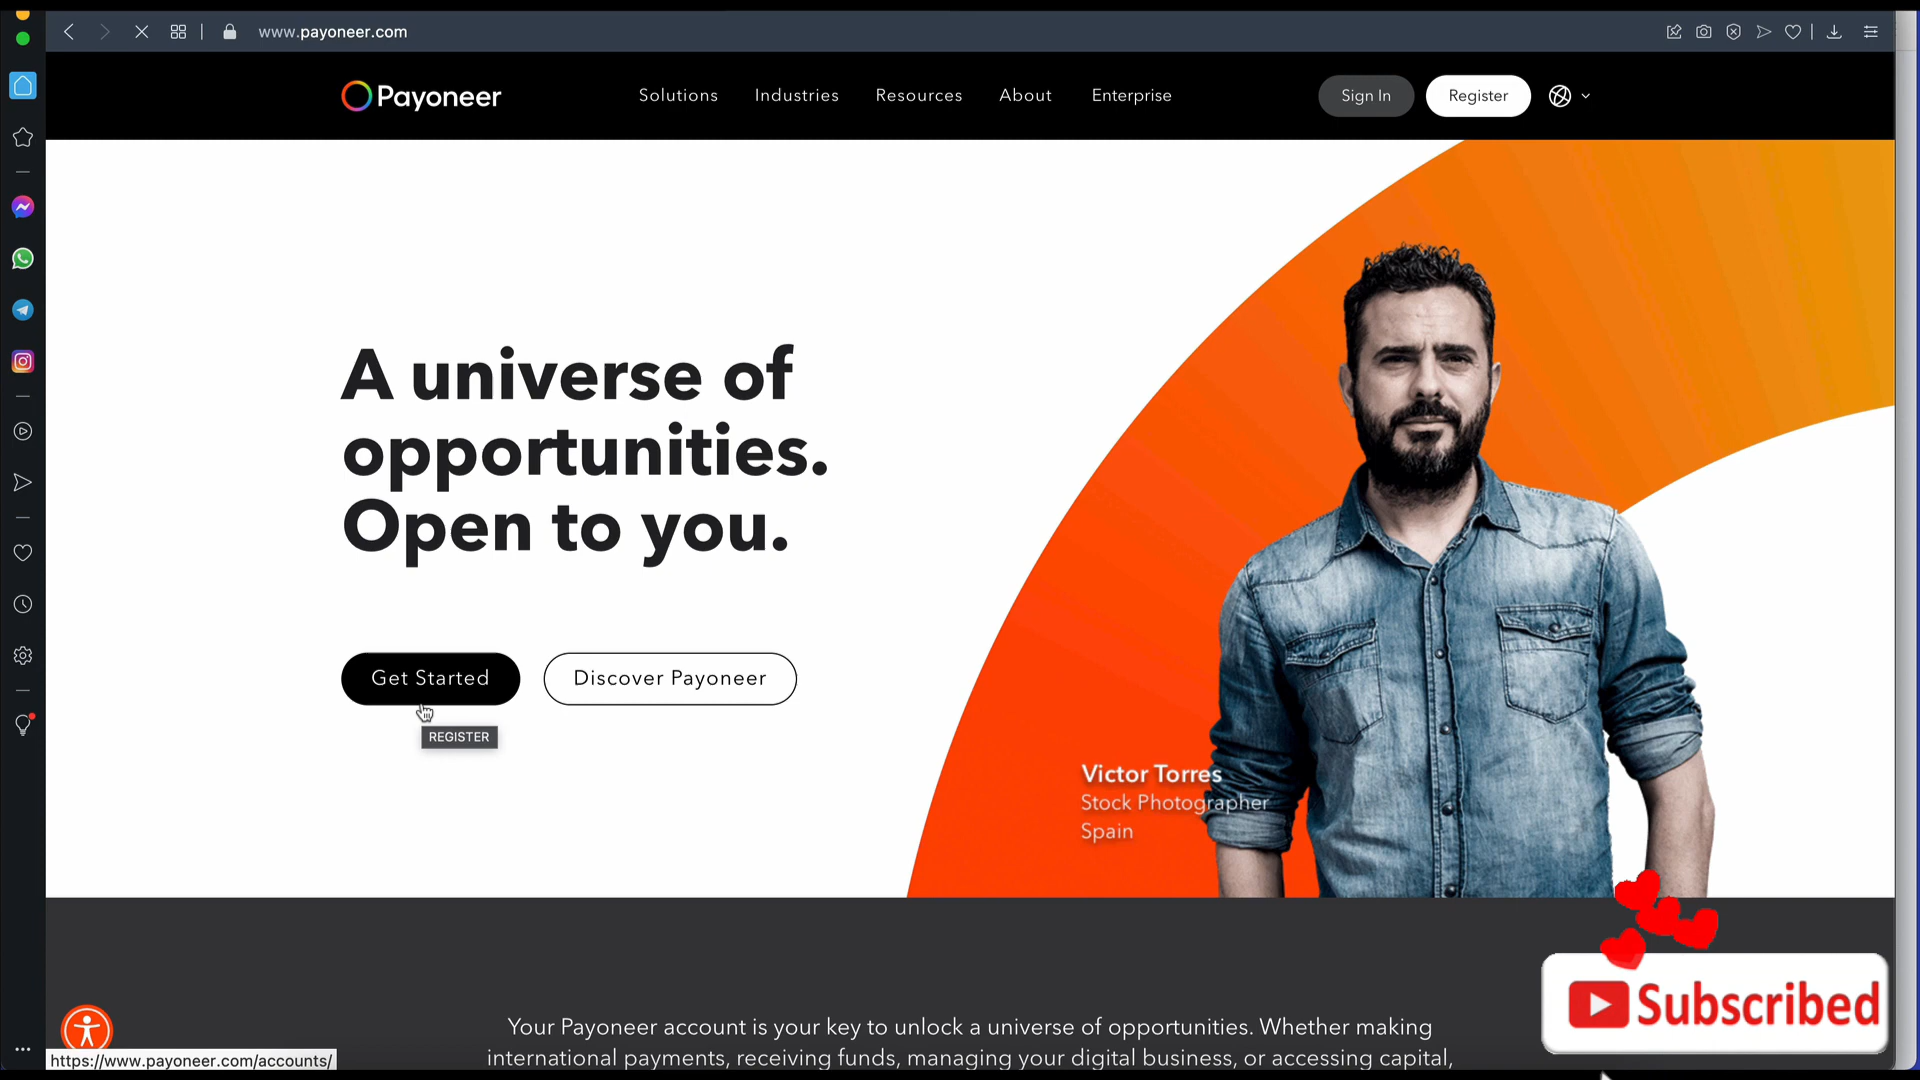 www.payoneer.com
Payoneer
Solutions
Industries
Resources
About
Enterprise
Sign In
Register
A universe of
opportunities.
Open to you.
Get Started
Discover Payoneer
REGISTER
Victor Torres
Stock Photographer
Spain
Your Payoneer account is your key to unlock a universe of opportunities. Whether making
international payments, receiving funds, managing your digital business, or accessing capital,
Subscribed
https://www.payoneer.com/accounts/